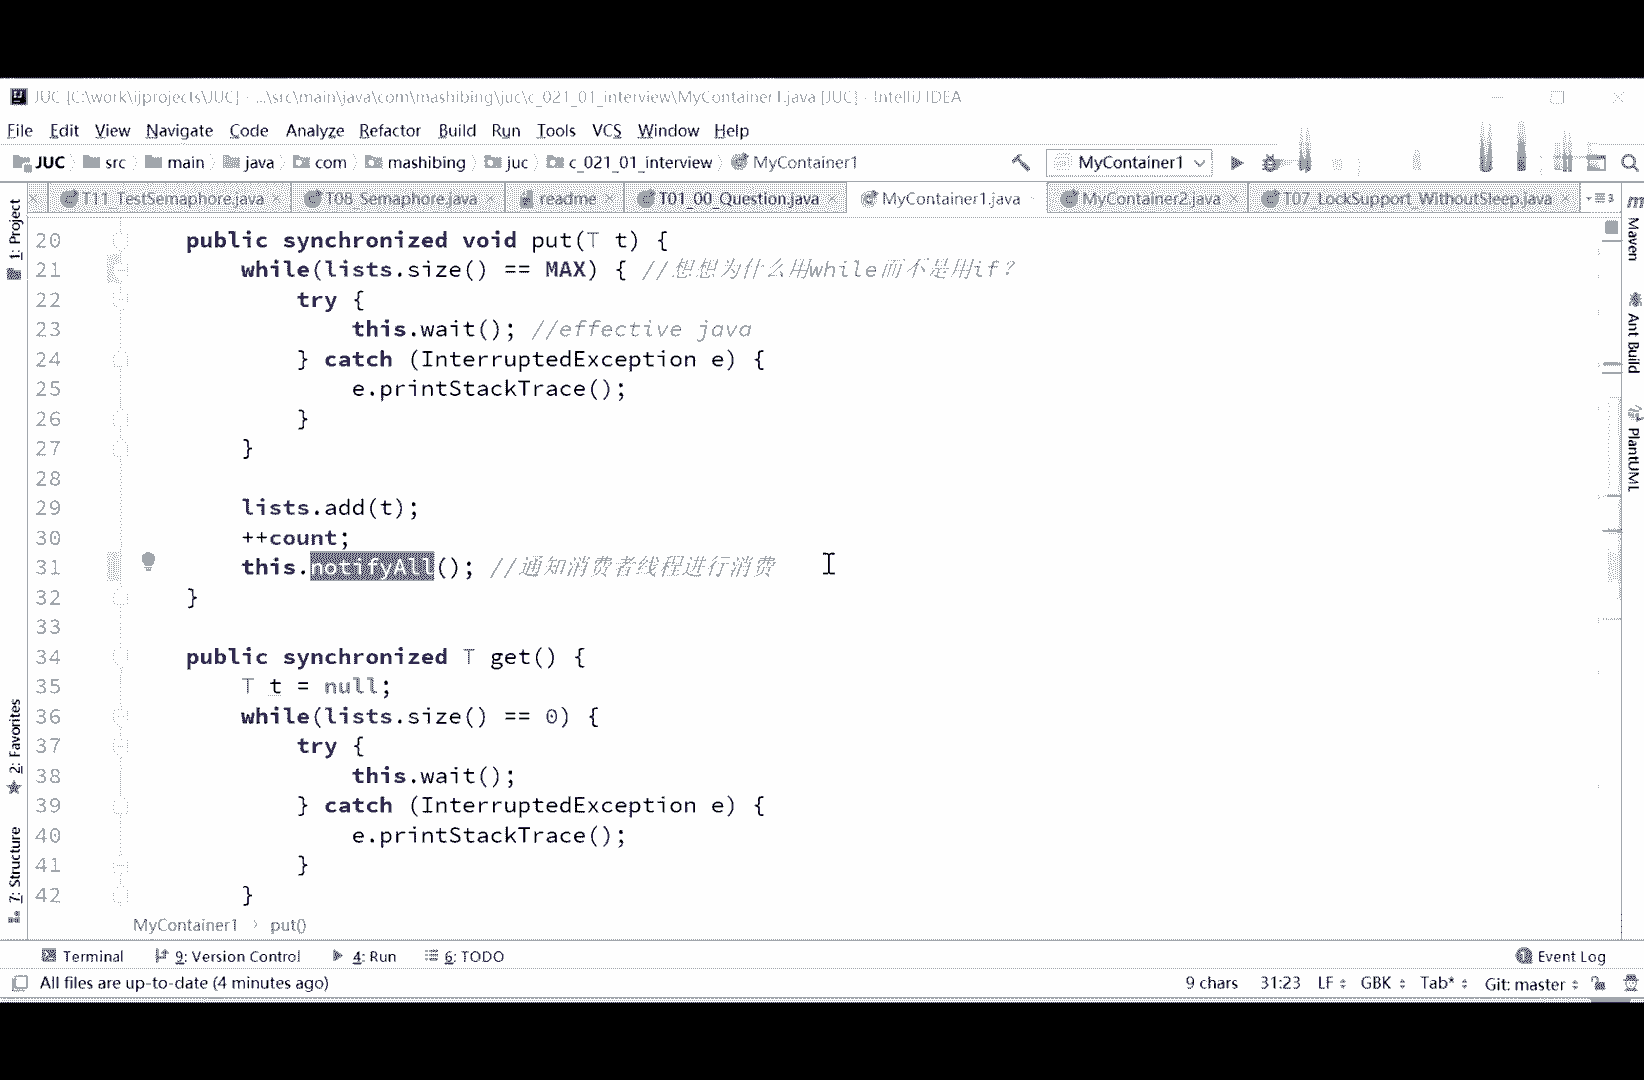 JUC [C:\work\ijprojects\JUC] - ...\src\main\java\com\mashibing\juc\c_021_01_interview\MyContainer1.java [JUC] - IntelliJ IDEA
File Edit View Navigate Code Analyze Refactor Build Run Tools VCS Window Help
JUC src main java com mashibing juc c_021_01_interview MyContainer1 MyContainer1
T11_TestSemaphore.java T08_Semaphore.java readme T01_00_Question.java MyContainer1.java MyContainer2.java T07_LockSupport_WithoutSleep.java
20 public synchronized void put(T t) {
21 while(lists.size() == MAX) { //想想为什么用while而不是用if？
22 try {
23 this.wait(); //effective java
24 } catch (InterruptedException e) {
25 e.printStackTrace();
26 }
27 }
28
29 lists.add(t);
30 ++count;
31 this.notifyAll(); //通知消费者线程进行消费
32 }
33
34 public synchronized T get() {
35 T t = null;
36 while(lists.size() == 0) {
37 try {
38 this.wait();
39 } catch (InterruptedException e) {
40 e.printStackTrace();
41 }
42 }
MyContainer1 › put()
1: Project
2: Favorites
7: Structure
Maven
Ant Build
PlantUML
Terminal 9: Version Control 4: Run 6: TODO Event Log
All files are up-to-date (4 minutes ago) 9 chars 31:23 LF GBK Tab* Git: master